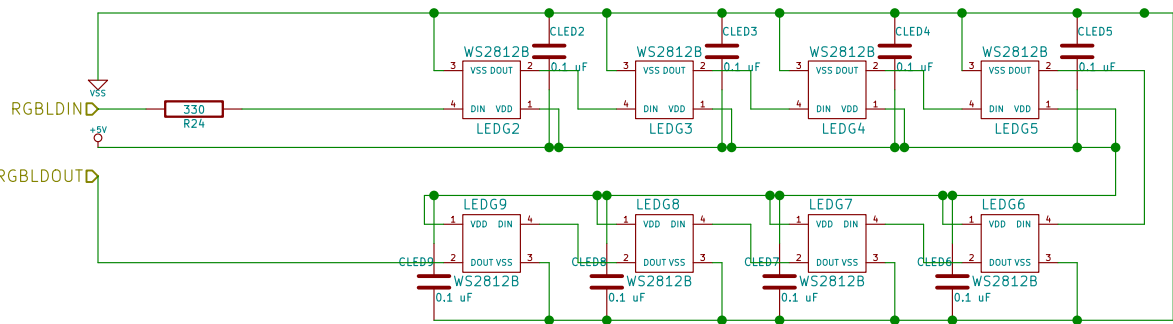 CLED2 CLED3 CLED4 CLED5
WS2812B WS2812B WS2812B WS2812B
0.1 uF 0.1 uF 0.1 uF 0.1 uF
3 VSS DOUT 2 3 VSS DOUT 2 3 VSS DOUT 2 3 VSS DOUT 2
VSS
RGBLDIN 330 4 DIN VDD 1 4 DIN VDD 1 4 DIN VDD 1 4 DIN VDD 1
R24
+5V LEDG2 LEDG3 LEDG4 LEDG5
RGBLDOUT
LEDG9 LEDG8 LEDG7 LEDG6
1 VDD DIN 4 1 VDD DIN 4 1 VDD DIN 4 1 VDD DIN 4
CLED9 2 DOUT VSS 3 CLED8 2 DOUT VSS 3 CLED7 2 DOUT VSS 3 CLED6 2 DOUT VSS 3
WS2812B WS2812B WS2812B WS2812B
0.1 uF 0.1 uF 0.1 uF 0.1 uF